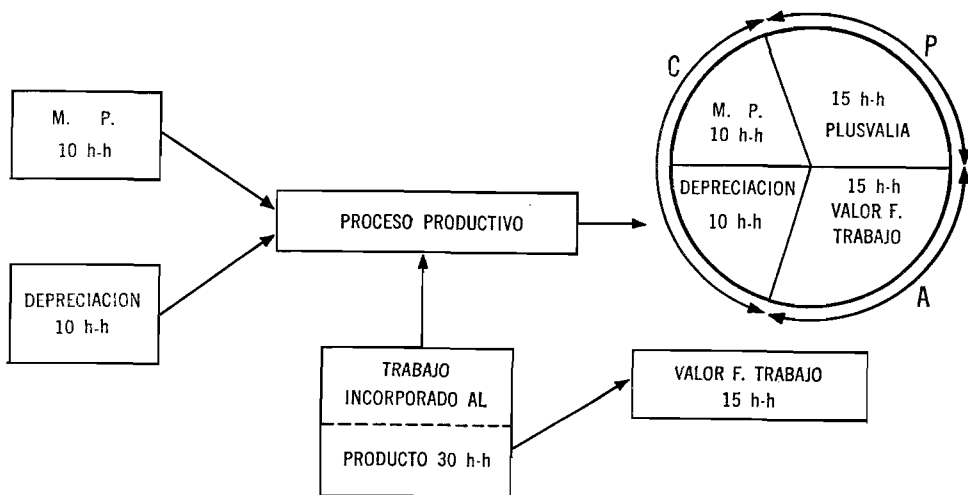 M. P.
10 h-h
DEPRECIACION
10 h-h
PROCESO PRODUCTIVO
TRABAJO
INCORPORADO AL
PRODUCTO 30 h-h
VALOR F. TRABAJO
15 h-h
C
P
A
M. P.
10 h-h
15 h-h
PLUSVALIA
DEPRECIACION
10 h-h
15 h-h
VALOR F.
TRABAJO